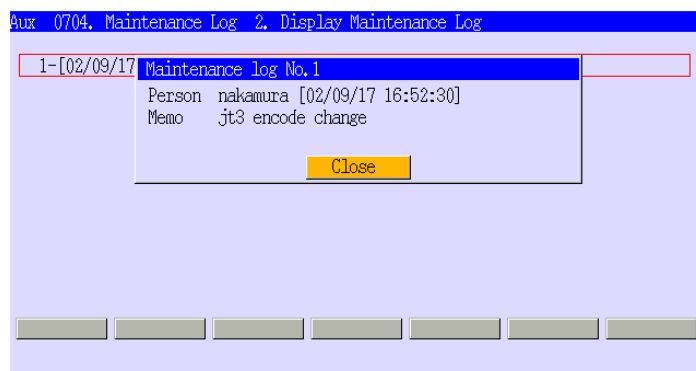 Aux 0704. Maintenance Log 2. Display Maintenance Log
1-[02/09/17
Maintenance log No.1
Person nakamura [02/09/17 16:52:30]
Memo jt3 encode change
Close